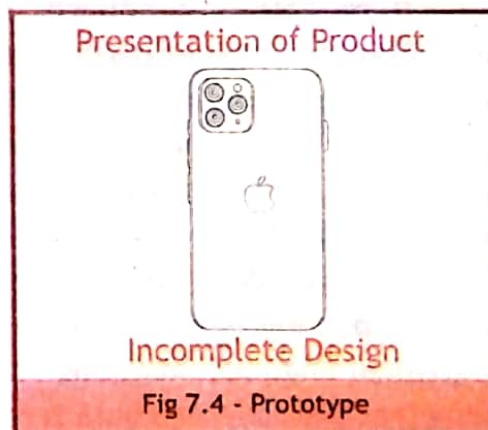 Presentation of Product
Incomplete Design
Fig 7.4 - Prototype